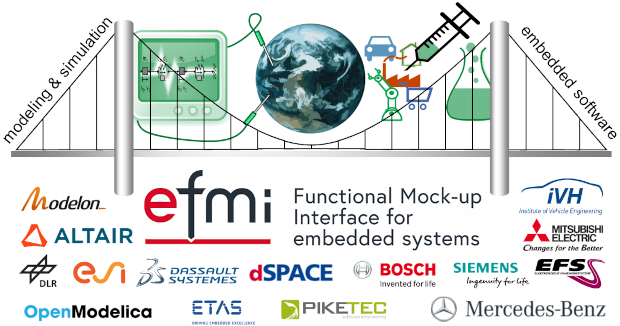 modeling & simulation
embedded software
efmi
Functional Mock-up
Interface for
embedded systems
Modelon
iVH
Institute of Vehicle Engineering
ALTAIR
MITSUBISHI
ELECTRIC
Changes for the Better
DLR
esi
DASSAULT
SYSTEMES
dSPACE
BOSCH
Invented for life
SIEMENS
Ingenuity for life
EFS
OpenModelica
ETAS
DRIVING EMBEDDED EXCELLENCE
PIKETEC
Mercedes-Benz